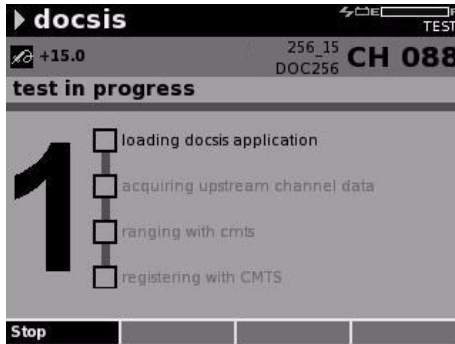 docsis
E F
TEST
+15.0
256_15
DOC256
CH 088
test in progress
1
loading docsis application
acquiring upstream channel data
ranging with cmts
registering with CMTS
Stop